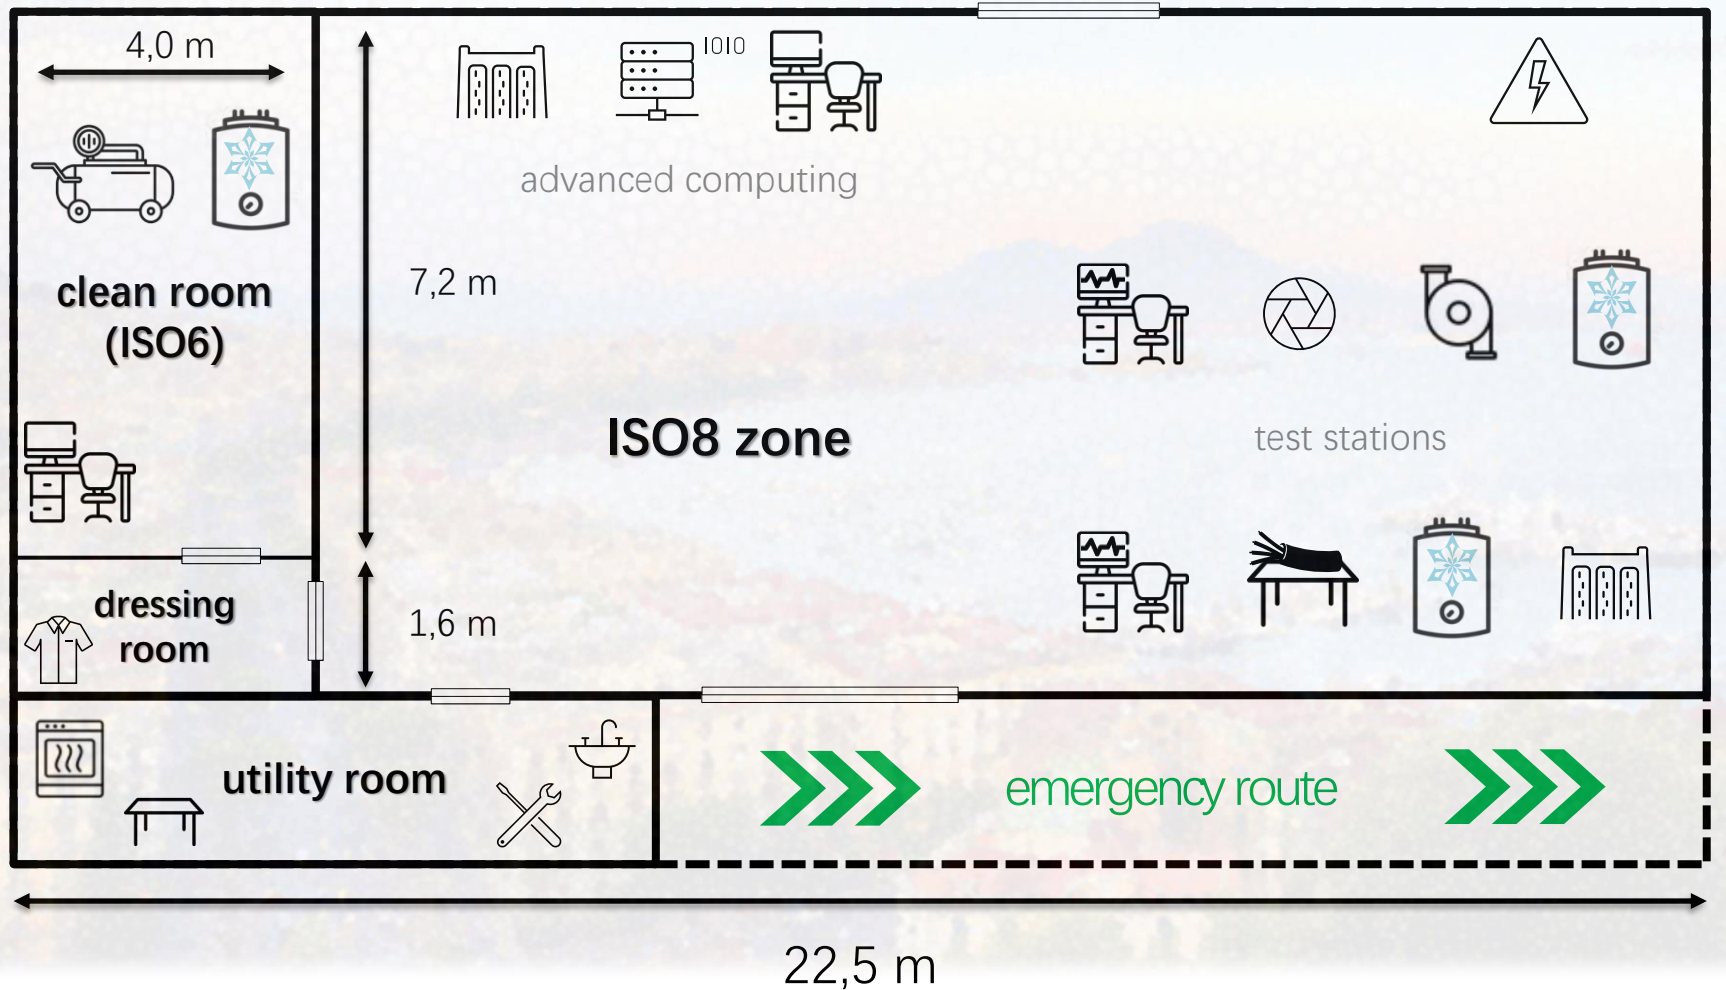 4,0 m
IOIO
advanced computing
7,2 m
clean room
(ISO6)
ISO8 zone
test stations
dressing
room
1,6 m
utility room
emergency route
22,5 m